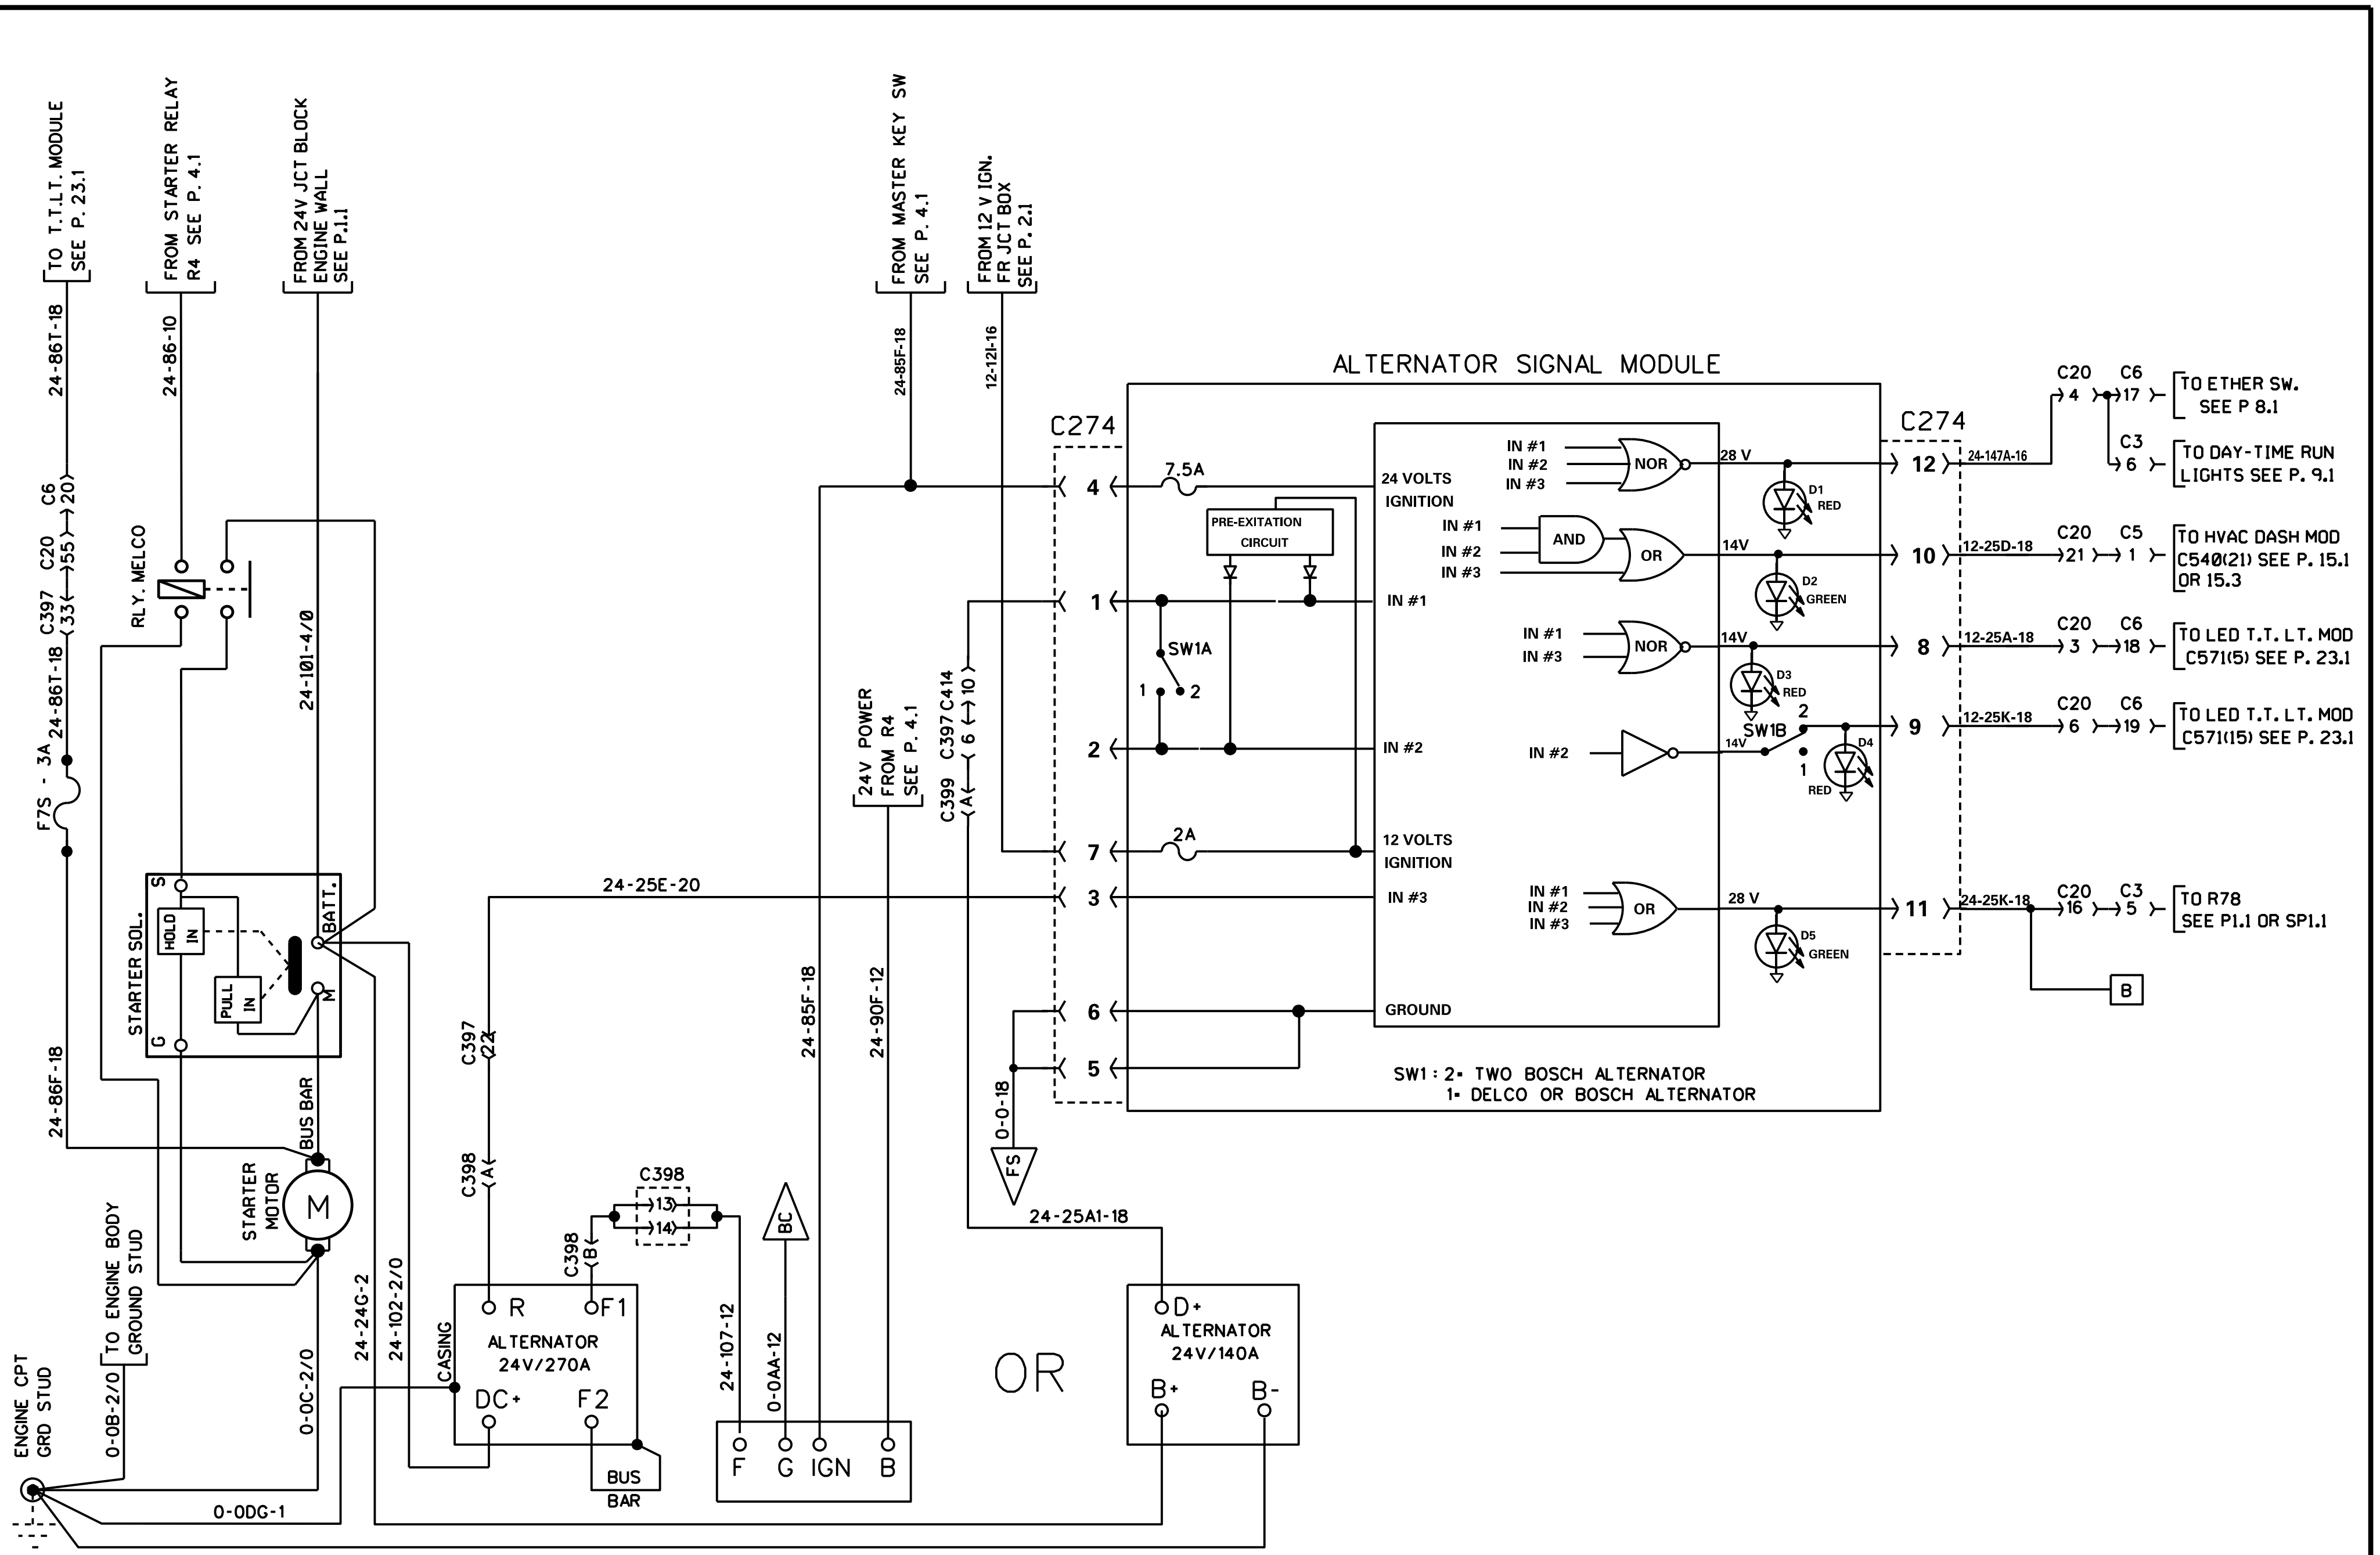 TO T.T.LT. MODULE
SEE P. 23.1
FROM STARTER RELAY
R4 SEE P. 4.1
FROM 24V JCT BLOCK
ENGINE WALL
SEE P.1.1
FROM MASTER KEY SW
SEE P. 4.1
FROM 12 V IGN.
FR JCT BOX
SEE P. 2.1
24-86T-18
24-86-10
24-101-4/0
24-85F-18
12-12I-16
C6
20
C20
55
C397
33
24-86T-18
F7S - 3A
24-86F-18
RLY. MELCO
STARTER SOL.
S
HOLD
IN
PULL
IN
BATT.
M
G
BUS BAR
STARTER
MOTOR
M
TO ENGINE BODY
GROUND STUD
ENGINE CPT
GRD STUD
0-0B-2/0
0-0C-2/0
0-0DG-1
24-24G-2
24-102-2/0
24-25E-20
C397
22
C398
A
C398
B
C398
13
14
CASING
R
F1
ALTERNATOR
24V/270A
DC+
F2
BUS
BAR
24-107-12
BC
0-0AA-12
24-85F-18
24-90F-12
24V POWER
FROM R4
SEE P. 4.1
F
G
IGN
B
C414
10
C397
6
C399
A
24-25A1-18
OR
D+
ALTERNATOR
24V/140A
B+
B-
0-0-18
FS
ALTERNATOR SIGNAL MODULE
C274
4
1
2
7
3
6
5
7.5A
PRE-EXITATION
CIRCUIT
SW1A
1
2
2A
24 VOLTS
IGNITION
IN #1
IN #2
12 VOLTS
IGNITION
IN #3
GROUND
IN #1
IN #2
IN #3
NOR
28 V
D1
RED
IN #1
IN #2
IN #3
AND
OR
14V
D2
GREEN
IN #1
IN #3
NOR
14V
D3
RED
IN #2
14V
SW1B
2
1
D4
RED
IN #1
IN #2
IN #3
OR
28 V
D5
GREEN
SW1 : 2= TWO BOSCH ALTERNATOR
1= DELCO OR BOSCH ALTERNATOR
C274
12
24-147A-16
C20
4
C6
17
TO ETHER SW.
SEE P 8.1
C3
6
TO DAY-TIME RUN
LIGHTS SEE P. 9.1
10
12-25D-18
C20
21
C5
1
TO HVAC DASH MOD
C540(21) SEE P. 15.1
OR 15.3
8
12-25A-18
C20
3
C6
18
TO LED T.T. LT. MOD
C571(5) SEE P. 23.1
9
12-25K-18
C20
6
C6
19
TO LED T.T. LT. MOD
C571(15) SEE P. 23.1
11
24-25K-18
C20
16
C3
5
TO R78
SEE P1.1 OR SP1.1
B